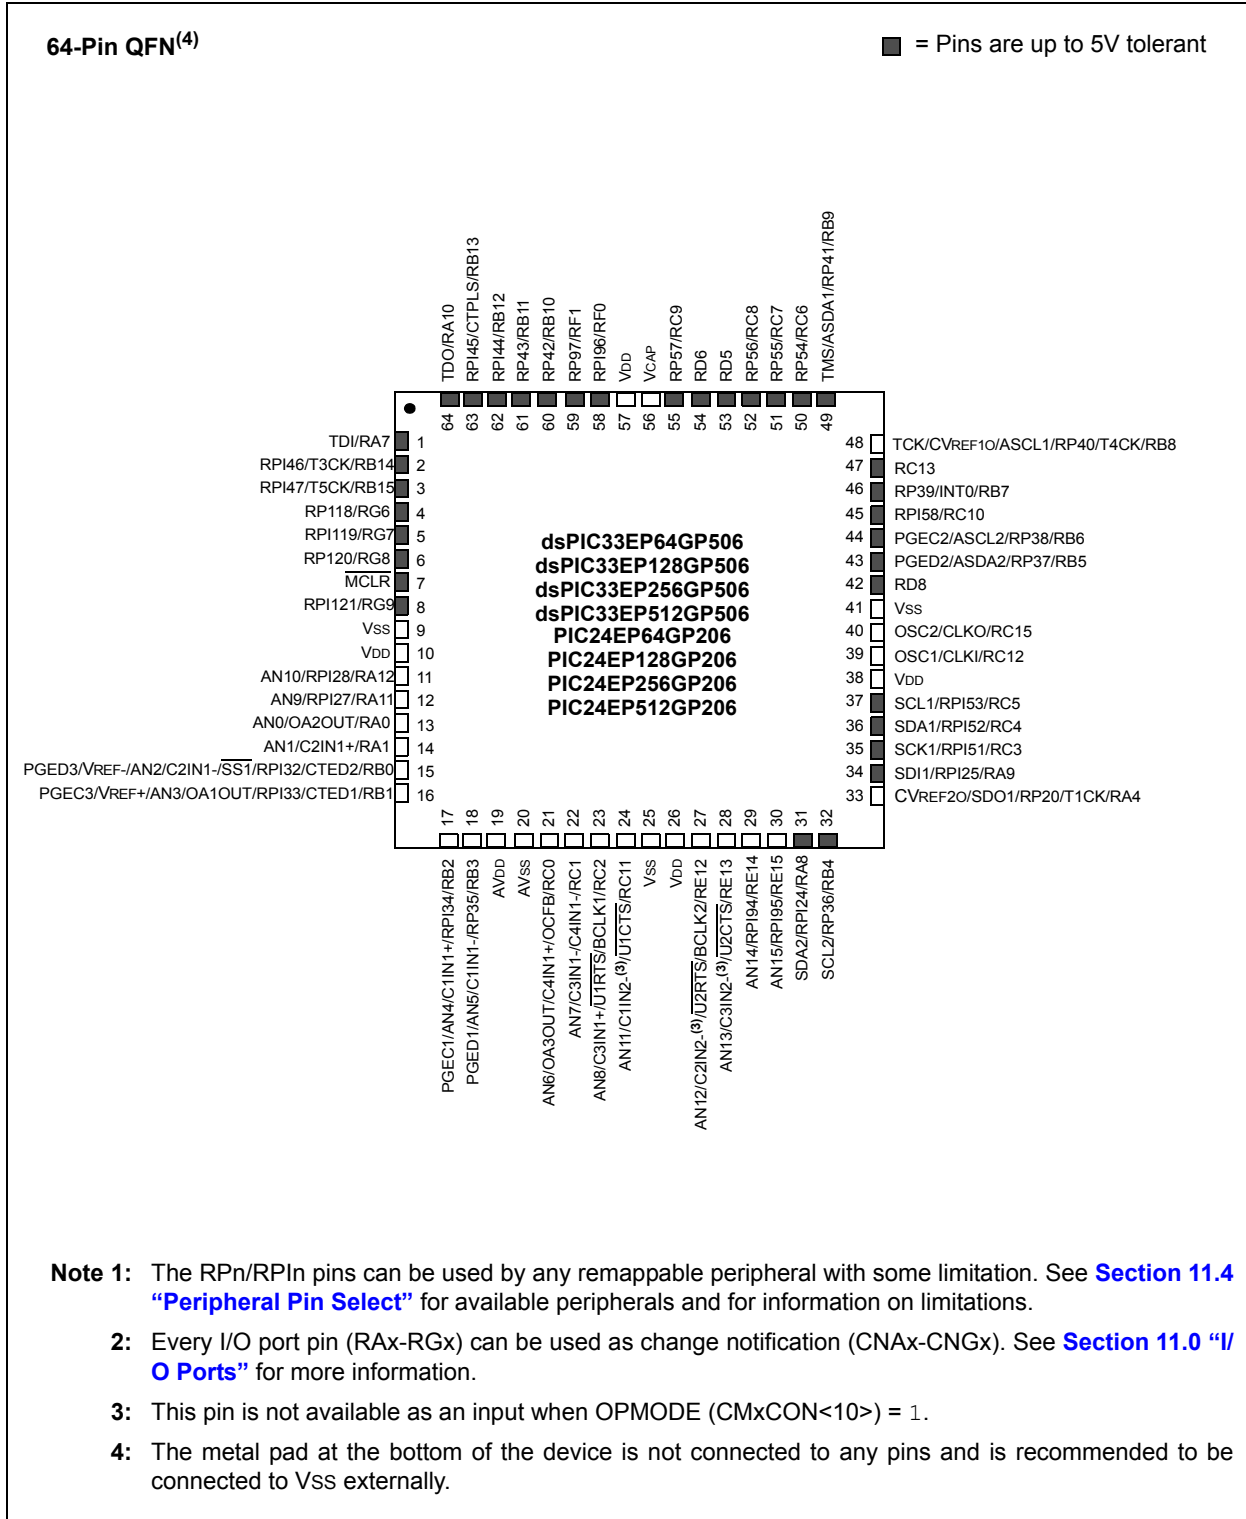 64-Pin QFN(4)
= Pins are up to 5V tolerant
TDO/RA10
RPI45/CTPLS/RB13
RPI44/RB12
RP43/RB11
RP42/RB10
RP97/RF1
RPI96/RF0
VDD
VCAP
RP57/RC9
RD6
RD5
RP56/RC8
RP55/RC7
RP54/RC6
TMS/ASDA1/RP41/RB9
64
63
62
61
60
59
58
57
56
55
54
53
52
51
50
49
TDI/RA7 1
RPI46/T3CK/RB14 2
RPI47/T5CK/RB15 3
RP118/RG6 4
RPI119/RG7 5
RP120/RG8 6
MCLR 7
RPI121/RG9 8
VSS 9
VDD 10
AN10/RPI28/RA12 11
AN9/RPI27/RA11 12
AN0/OA2OUT/RA0 13
AN1/C2IN1+/RA1 14
PGED3/VREF-/AN2/C2IN1-/SS1/RPI32/CTED2/RB0 15
PGEC3/VREF+/AN3/OA1OUT/RPI33/CTED1/RB1 16
dsPIC33EP64GP506
dsPIC33EP128GP506
dsPIC33EP256GP506
dsPIC33EP512GP506
PIC24EP64GP206
PIC24EP128GP206
PIC24EP256GP206
PIC24EP512GP206
48 TCK/CVREF1O/ASCL1/RP40/T4CK/RB8
47 RC13
46 RP39/INT0/RB7
45 RPI58/RC10
44 PGEC2/ASCL2/RP38/RB6
43 PGED2/ASDA2/RP37/RB5
42 RD8
41 VSS
40 OSC2/CLKO/RC15
39 OSC1/CLKI/RC12
38 VDD
37 SCL1/RPI53/RC5
36 SDA1/RPI52/RC4
35 SCK1/RPI51/RC3
34 SDI1/RPI25/RA9
33 CVREF2O/SDO1/RP20/T1CK/RA4
17
18
19
20
21
22
23
24
25
26
27
28
29
30
31
32
PGEC1/AN4/C1IN1+/RPI34/RB2
PGED1/AN5/C1IN1-/RP35/RB3
AVDD
AVSS
AN6/OA3OUT/C4IN1+/OCFB/RC0
AN7/C3IN1-/C4IN1-/RC1
AN8/C3IN1+/U1RTS/BCLK1/RC2
AN11/C1IN2-(3)/U1CTS/RC11
VSS
VDD
AN12/C2IN2-(3)/U2RTS/BCLK2/RE12
AN13/C3IN2-(3)/U2CTS/RE13
AN14/RPI94/RE14
AN15/RPI95/RE15
SDA2/RPI24/RA8
SCL2/RP36/RB4
Note 1: The RPn/RPIn pins can be used by any remappable peripheral with some limitation. See Section 11.4
“Peripheral Pin Select” for available peripherals and for information on limitations.
2: Every I/O port pin (RAx-RGx) can be used as change notification (CNAx-CNGx). See Section 11.0 “I/
O Ports” for more information.
3: This pin is not available as an input when OPMODE (CMxCON<10>) = 1.
4: The metal pad at the bottom of the device is not connected to any pins and is recommended to be
connected to VSS externally.